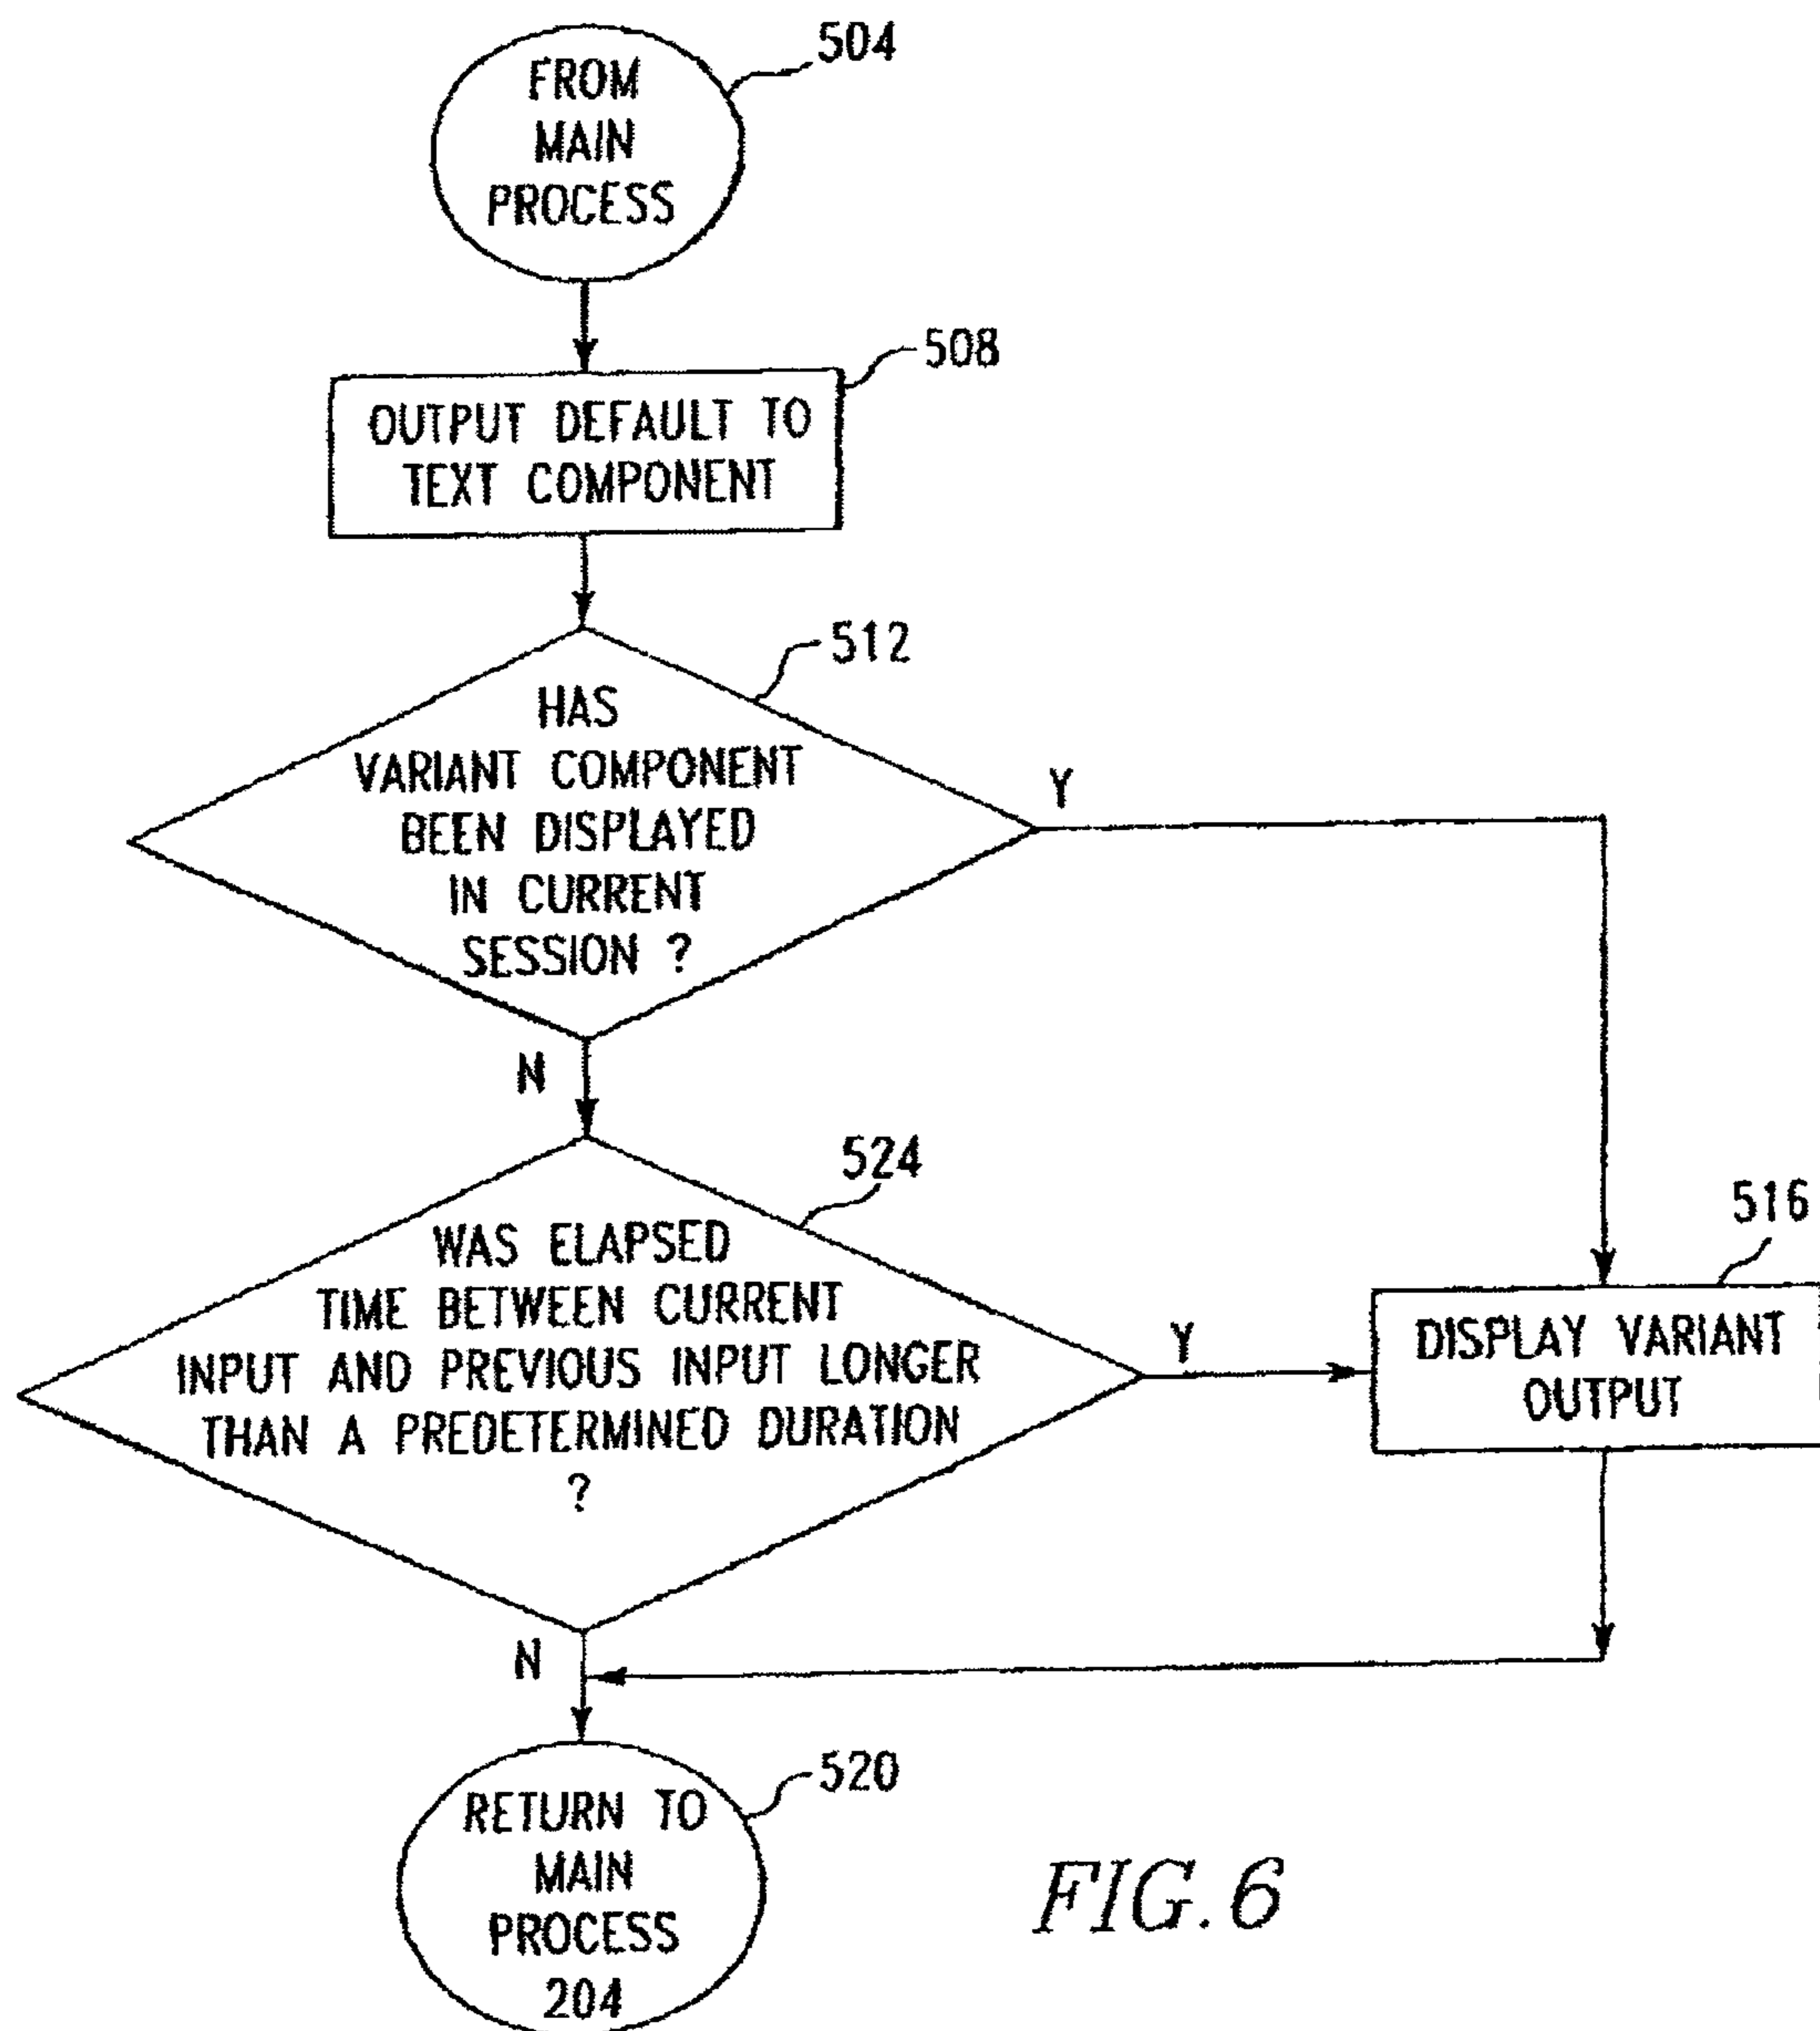 FROM
MAIN
PROCESS
504
508
OUTPUT DEFAULT TO
TEXT COMPONENT
512
HAS
VARIANT COMPONENT
BEEN DISPLAYED
IN CURRENT
SESSION ?
Y
N
524
WAS ELAPSED
TIME BETWEEN CURRENT
INPUT AND PREVIOUS INPUT LONGER
THAN A PREDETERMINED DURATION
?
Y
516
DISPLAY VARIANT
OUTPUT
N
520
RETURN TO
MAIN
PROCESS
204
FIG. 6